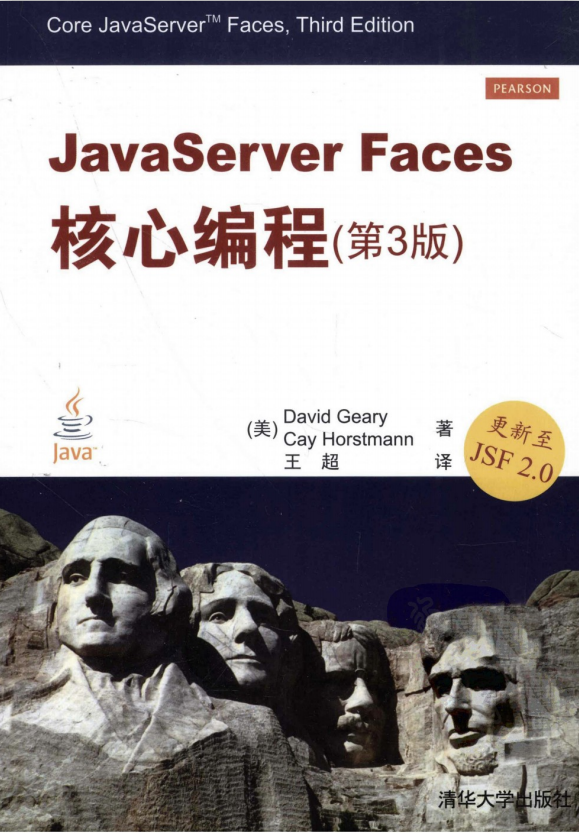 Core JavaServer™ Faces, Third Edition
PEARSON
JavaServer Faces
核心编程(第3版)
Java™
(美) David Geary 著
Cay Horstmann
王 超 译
更新至
JSF 2.0
清华大学出版社